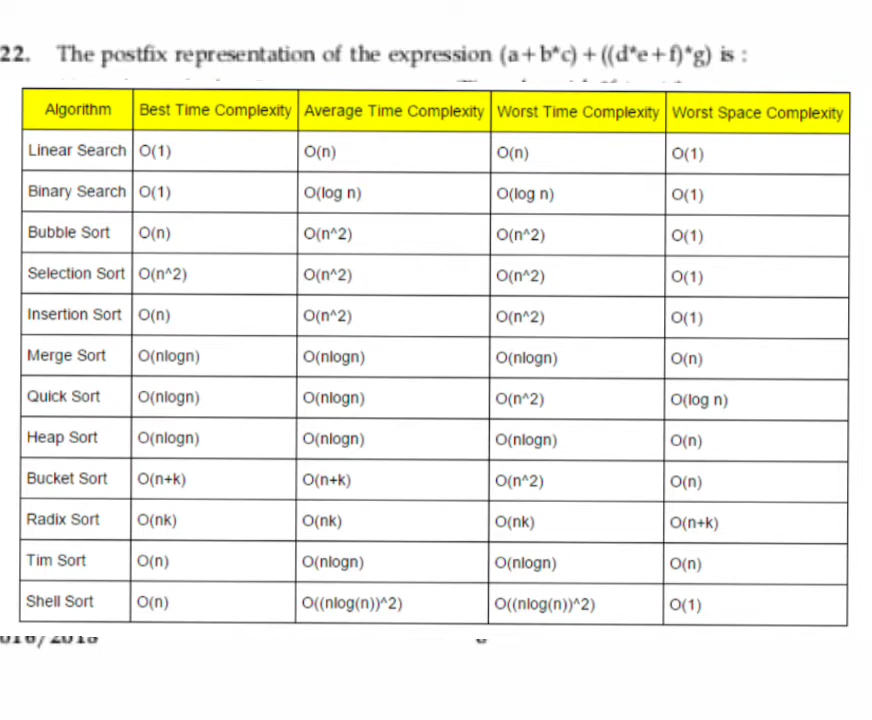 22. The postfix representation of the expression (a+b*c)+((d*e+f)*g) is :
Algorithm Best Time Complexity Average Time Complexity Worst Time Complexity Worst Space Complexity
Linear Search O(1) O(n) O(n) O(1)
Binary Search O(1) O(log n) O(log n) O(1)
Bubble Sort O(n) O(n^2) O(n^2) O(1)
Selection Sort O(n^2) O(n^2) O(n^2) O(1)
Insertion Sort O(n) O(n^2) O(n^2) O(1)
Merge Sort O(nlogn) O(nlogn) O(nlogn) O(n)
Quick Sort O(nlogn) O(nlogn) O(n^2) O(log n)
Heap Sort O(nlogn) O(nlogn) O(nlogn) O(n)
Bucket Sort O(n+k) O(n+k) O(n^2) O(n)
Radix Sort O(nk) O(nk) O(nk) O(n+k)
Tim Sort O(n) O(nlogn) O(nlogn) O(n)
Shell Sort O(n) O((nlog(n))^2) O((nlog(n))^2) O(1)